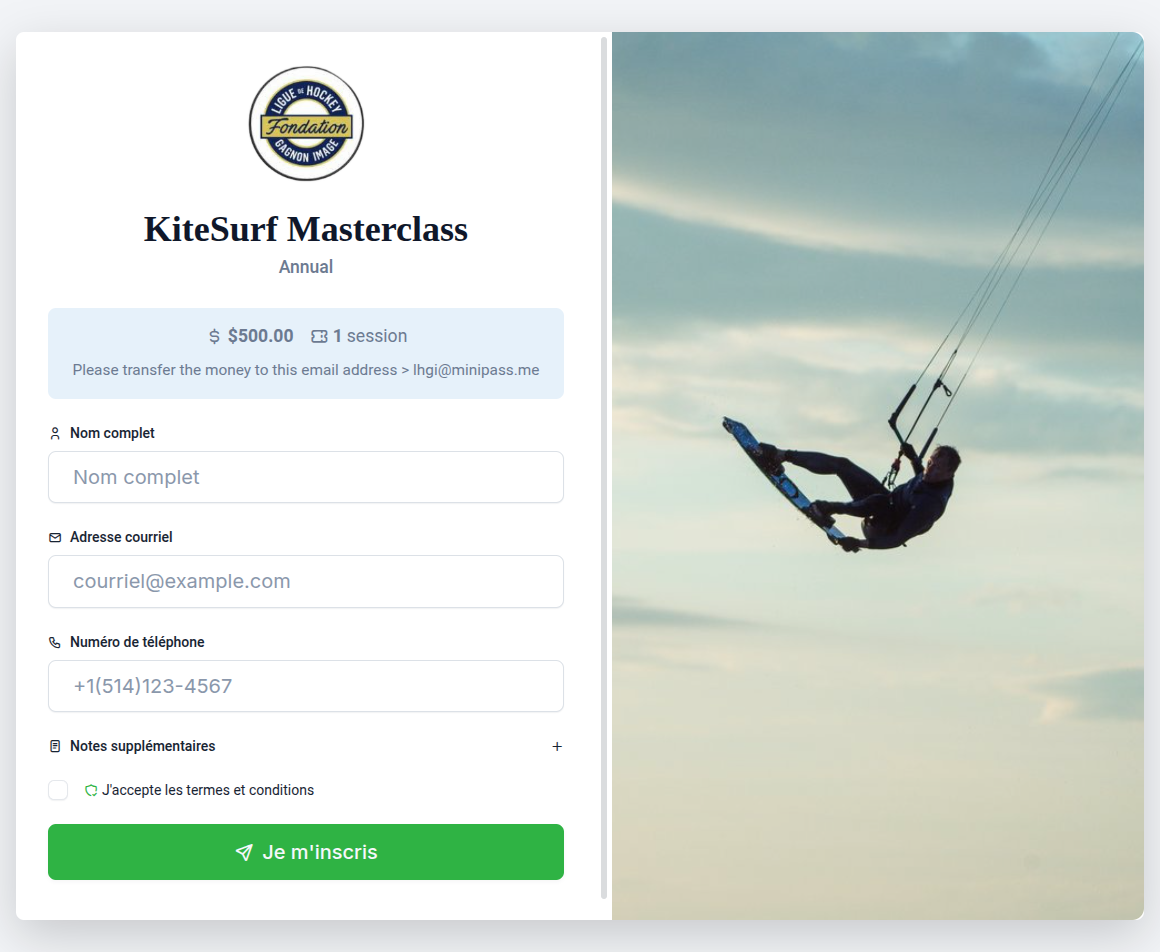 LIGUE DE HOCKEY
Fondation
GAGNON IMAGE
KiteSurf Masterclass
Annual
$ $500.00 1 session
Please transfer the money to this email address > lhgi@minipass.me
Nom complet
Nom complet
Adresse courriel
courriel@example.com
Numéro de téléphone
+1(514)123-4567
Notes supplémentaires +
J'accepte les termes et conditions
Je m'inscris